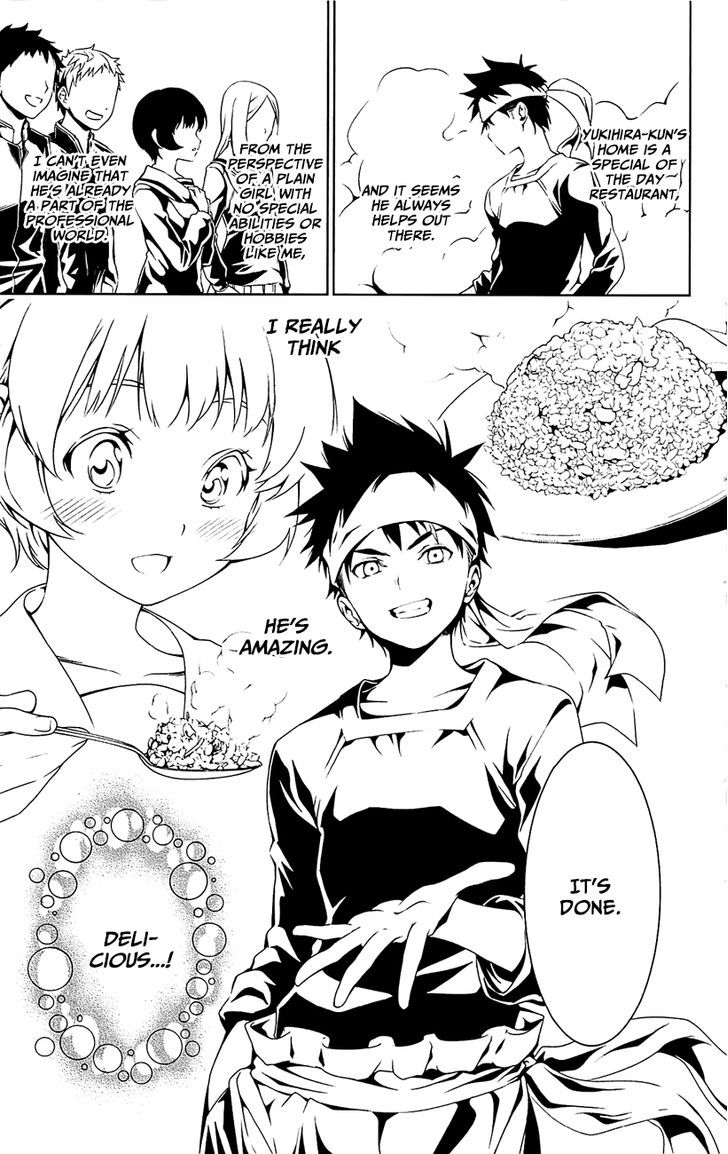 YUKIHIRA-KUN'S
HOME IS A
SPECIAL OF
THE DAY
RESTAURANT,
AND IT SEEMS
HE ALWAYS
HELPS OUT
THERE.
FROM THE
PERSPECTIVE
OF A PLAIN
GIRL WITH
NO SPECIAL
ABILITIES OR
HOBBIES
LIKE ME,
I CAN'T EVEN
IMAGINE THAT
HE'S ALREADY
A PART OF THE
PROFESSIONAL
WORLD.
I REALLY
THINK
HE'S
AMAZING.
IT'S
DONE.
DELI-
CIOUS...!